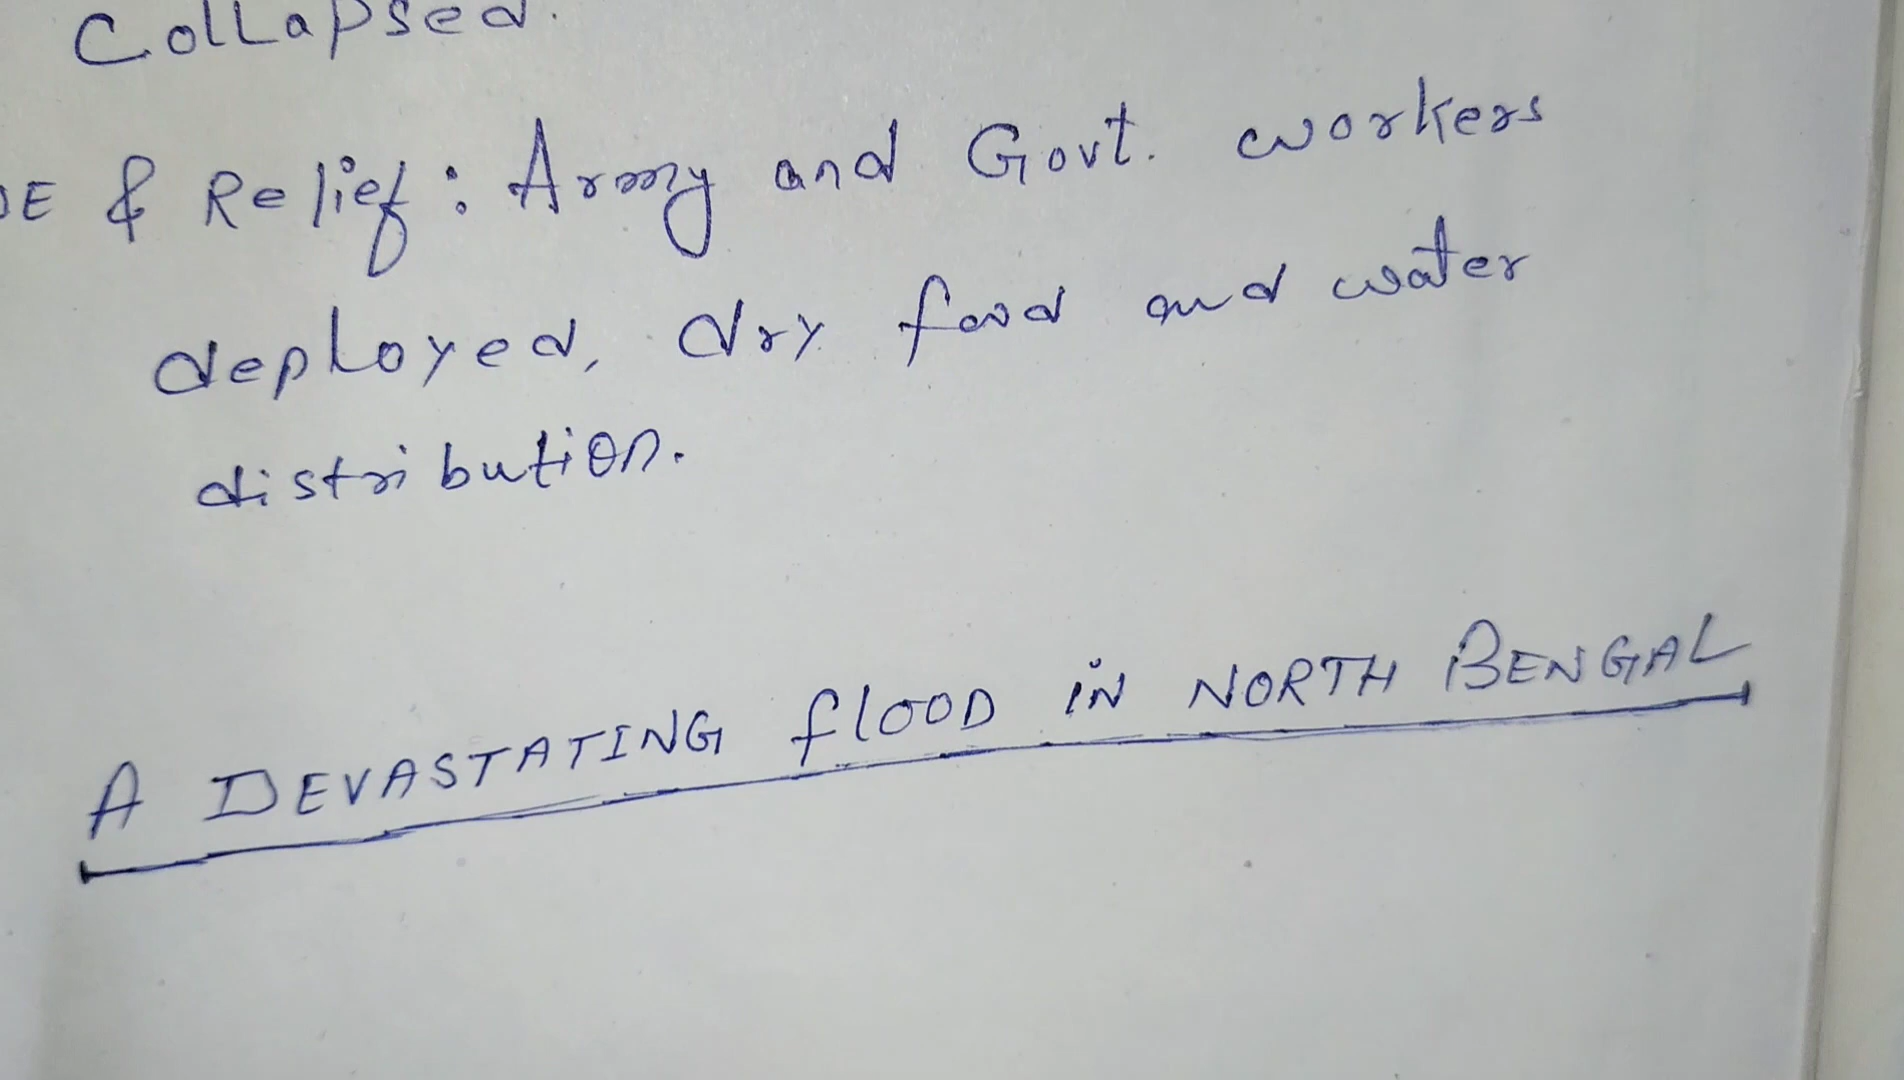 Collapsed.
& Relief: Army and Govt. workers
deployed, dry food and water
distribution.
A DEVASTATING flooD iN NORTH BENGAL